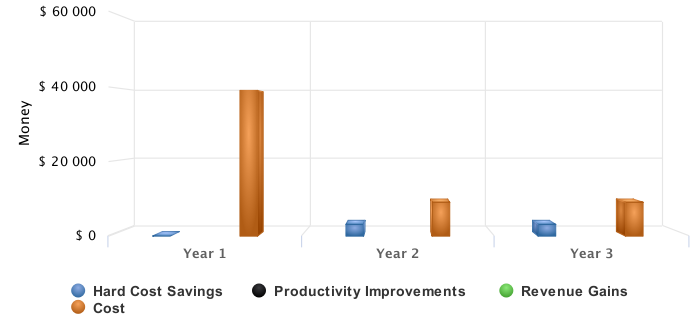 $ 60 000
$ 40 000
$ 20 000
$ 0
Money
Year 1
Year 2
Year 3
Hard Cost Savings
Productivity Improvements
Revenue Gains
Cost